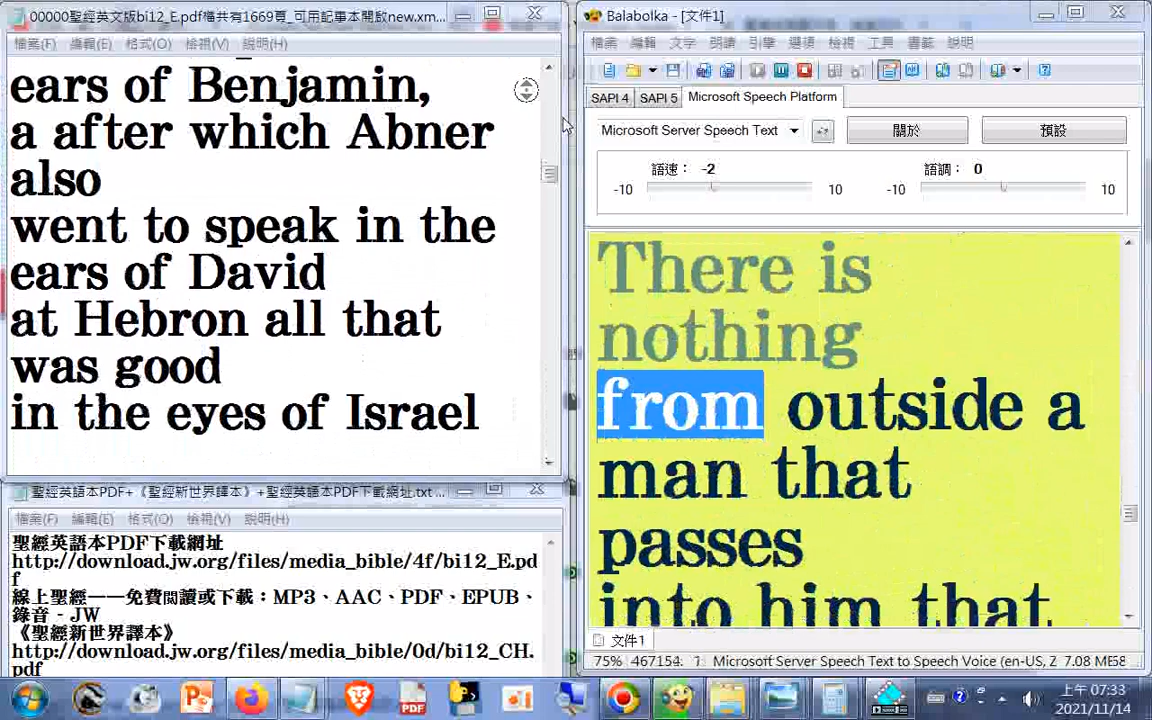 00000聖經英文版bi12_E.pdf檔共有1669頁_可用記事本開啟new.xm...
檔案(F) 編輯(E) 格式(O) 檢視(V) 說明(H)
ears of Benjamin,
a after which Abner
also
went to speak in the
ears of David
at Hebron all that
was good
in the eyes of Israel
聖經英語本PDF+《聖經新世界譯本》+聖經英語本PDF下載網址.txt ...
檔案(F) 編輯(E) 格式(O) 檢視(V) 說明(H)
聖經英語本PDF下載網址
http://download.jw.org/files/media_bible/4f/bi12_E.pd
f
線上聖經——免費閱讀或下載：MP3、AAC、PDF、EPUB、
錄音 - JW
《聖經新世界譯本》
http://download.jw.org/files/media_bible/0d/bi12_CH.
pdf
Balabolka - [文件1]
檔案 編輯 文字 朗讀 引擎 選項 檢視 工具 書籤 說明
SAPI 4 SAPI 5 Microsoft Speech Platform
Microsoft Server Speech Text 關於 預設
語速： -2 語調： 0
-10 10 -10 10
There is
nothing
from outside a
man that
passes
into him that
文件1
75% 467154: Microsoft Server Speech Text to Speech Voice (en-US, Z 7.08 ME
上午 07:33
2021/11/14